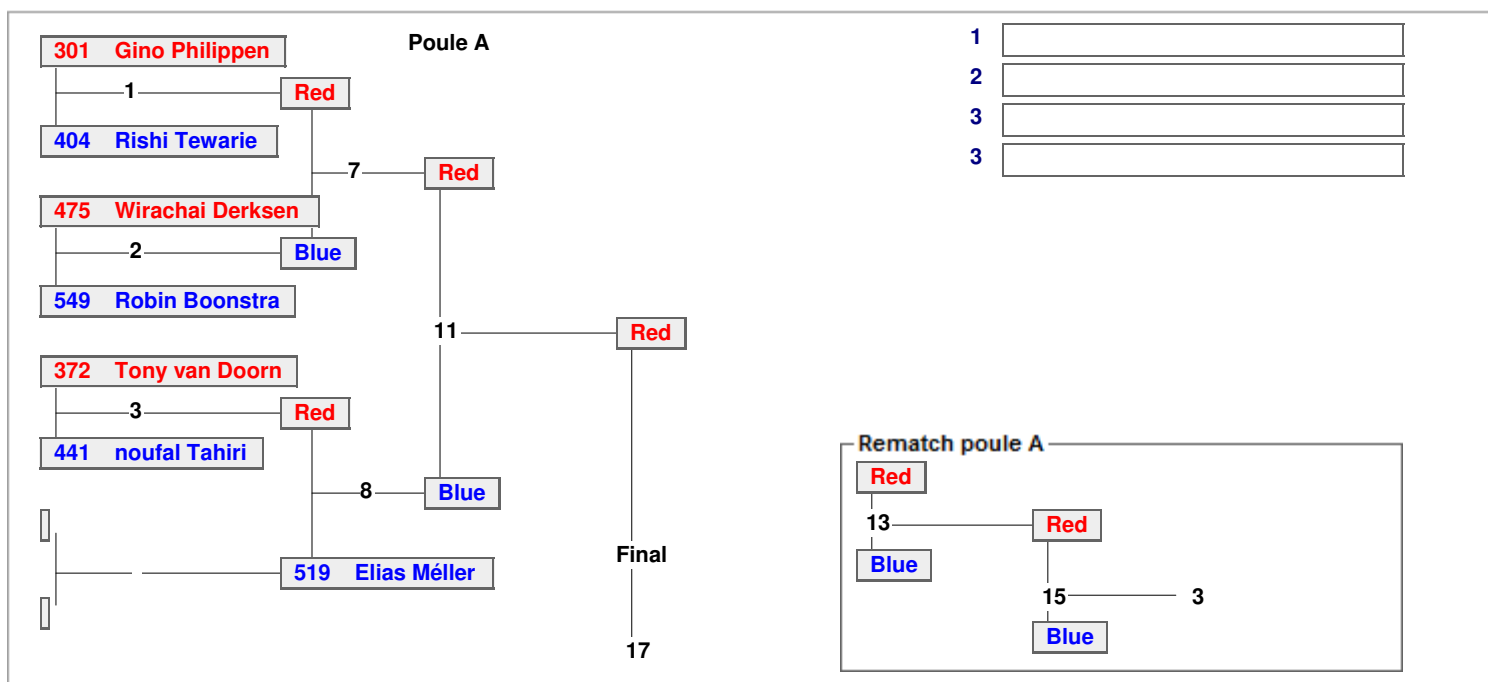 Poule A
301 Gino Philippen
1
Red
404 Rishi Tewarie
7
Red
475 Wirachai Derksen
2
Blue
549 Robin Boonstra
11
Red
372 Tony van Doorn
3
Red
441 noufal Tahiri
8
Blue
519 Elias Méller
Final
17
1
2
3
3
Rematch poule A
Red
13
Blue
Red
15
3
Blue